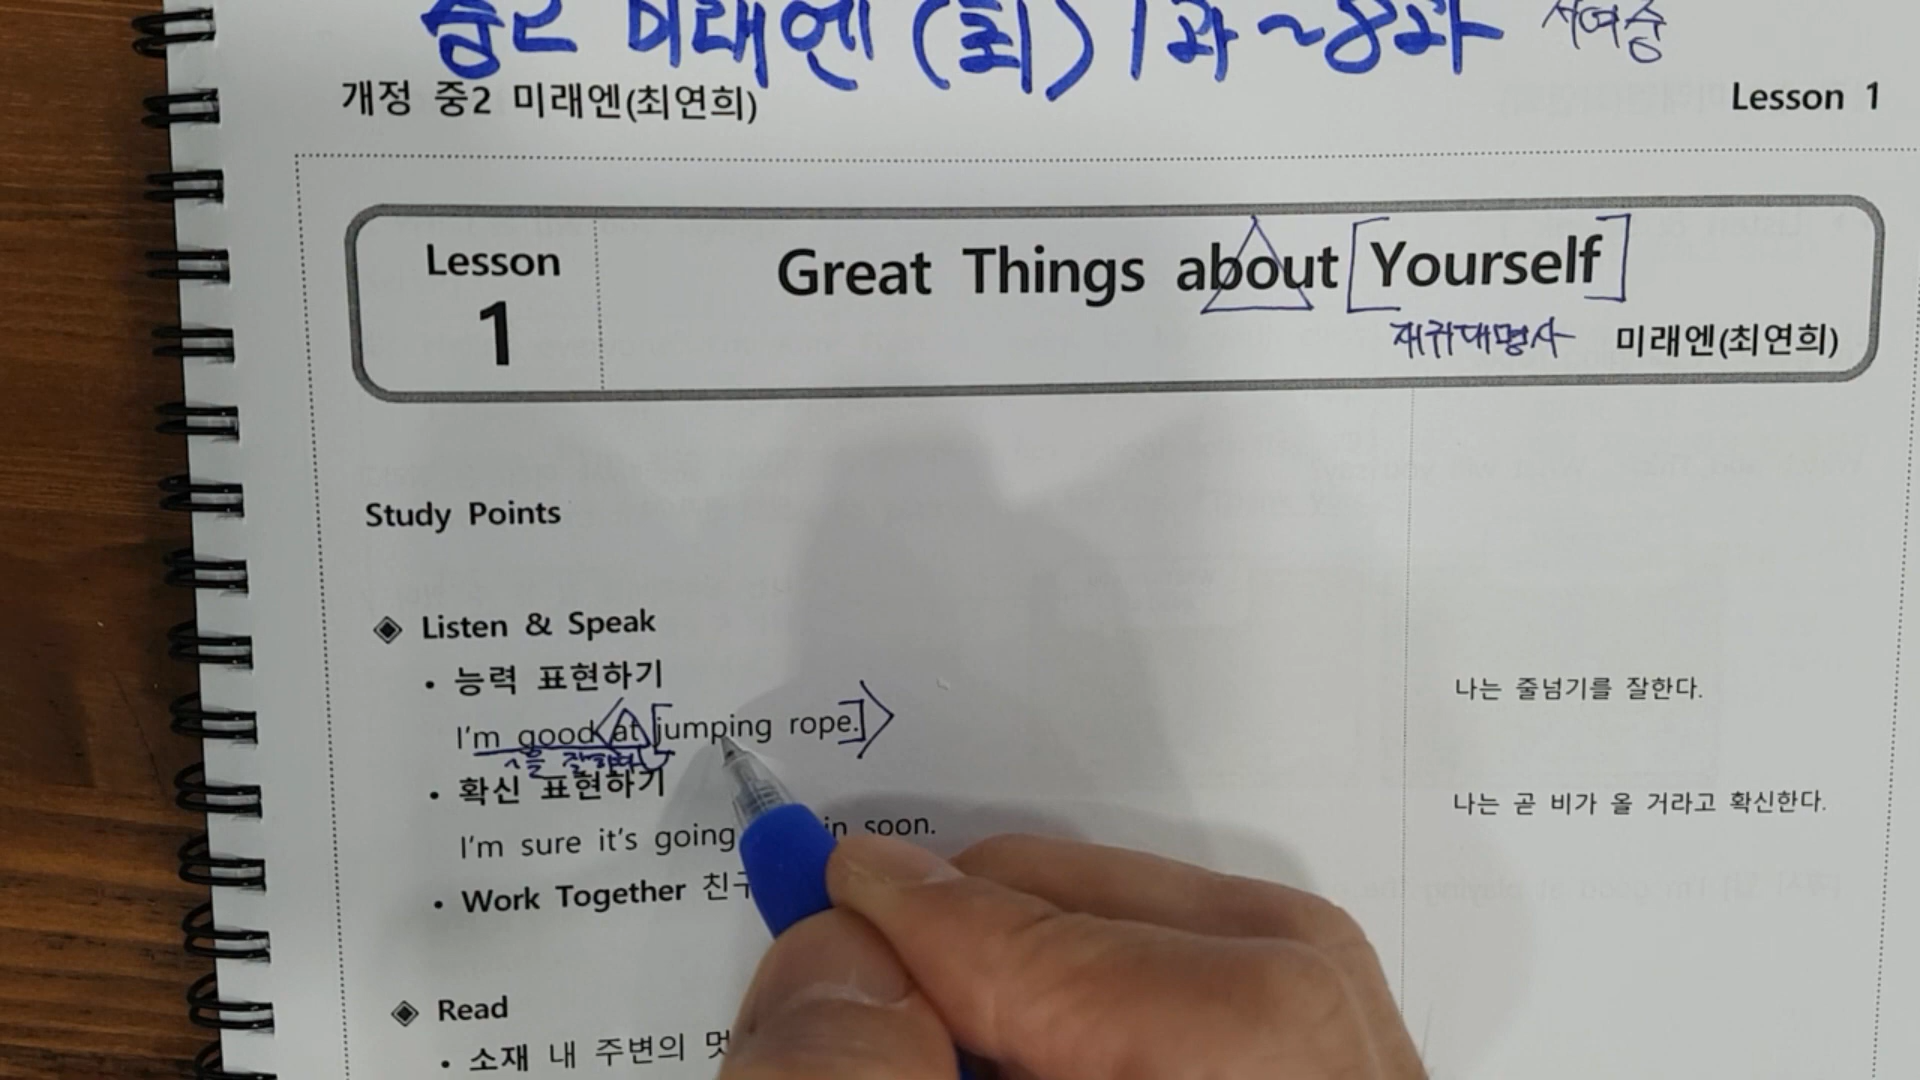 중2 미래엔 (최) 1과~8과
개정 중2 미래엔(최연희)
Lesson 1
Lesson
1
Great Things about Yourself
재귀대명사
미래엔(최연희)
Study Points
◈ Listen & Speak
• 능력 표현하기
I'm good at jumping rope.
나는 줄넘기를 잘한다.
~을 잘하다
• 확신 표현하기
I'm sure it's going in soon.
나는 곧 비가 올 거라고 확신한다.
• Work Together
◈ Read
• 소재 내 주변의